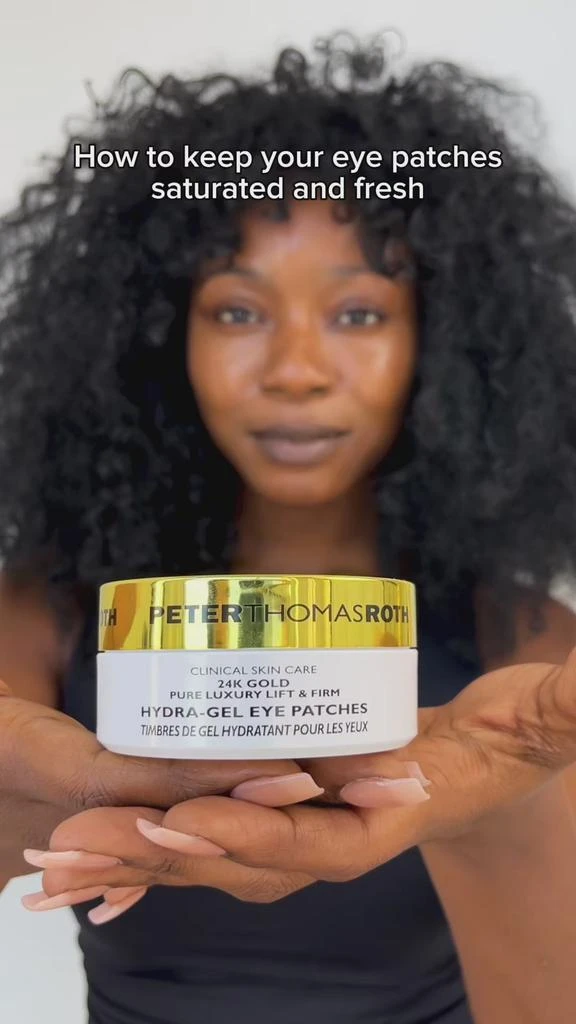 How to keep your eye patches
saturated and fresh
OTH PETERTHOMASROTH
CLINICAL SKIN CARE
24K GOLD
PURE LUXURY LIFT & FIRM
HYDRA-GEL EYE PATCHES
TIMBRES DE GEL HYDRATANT POUR LES YEUX